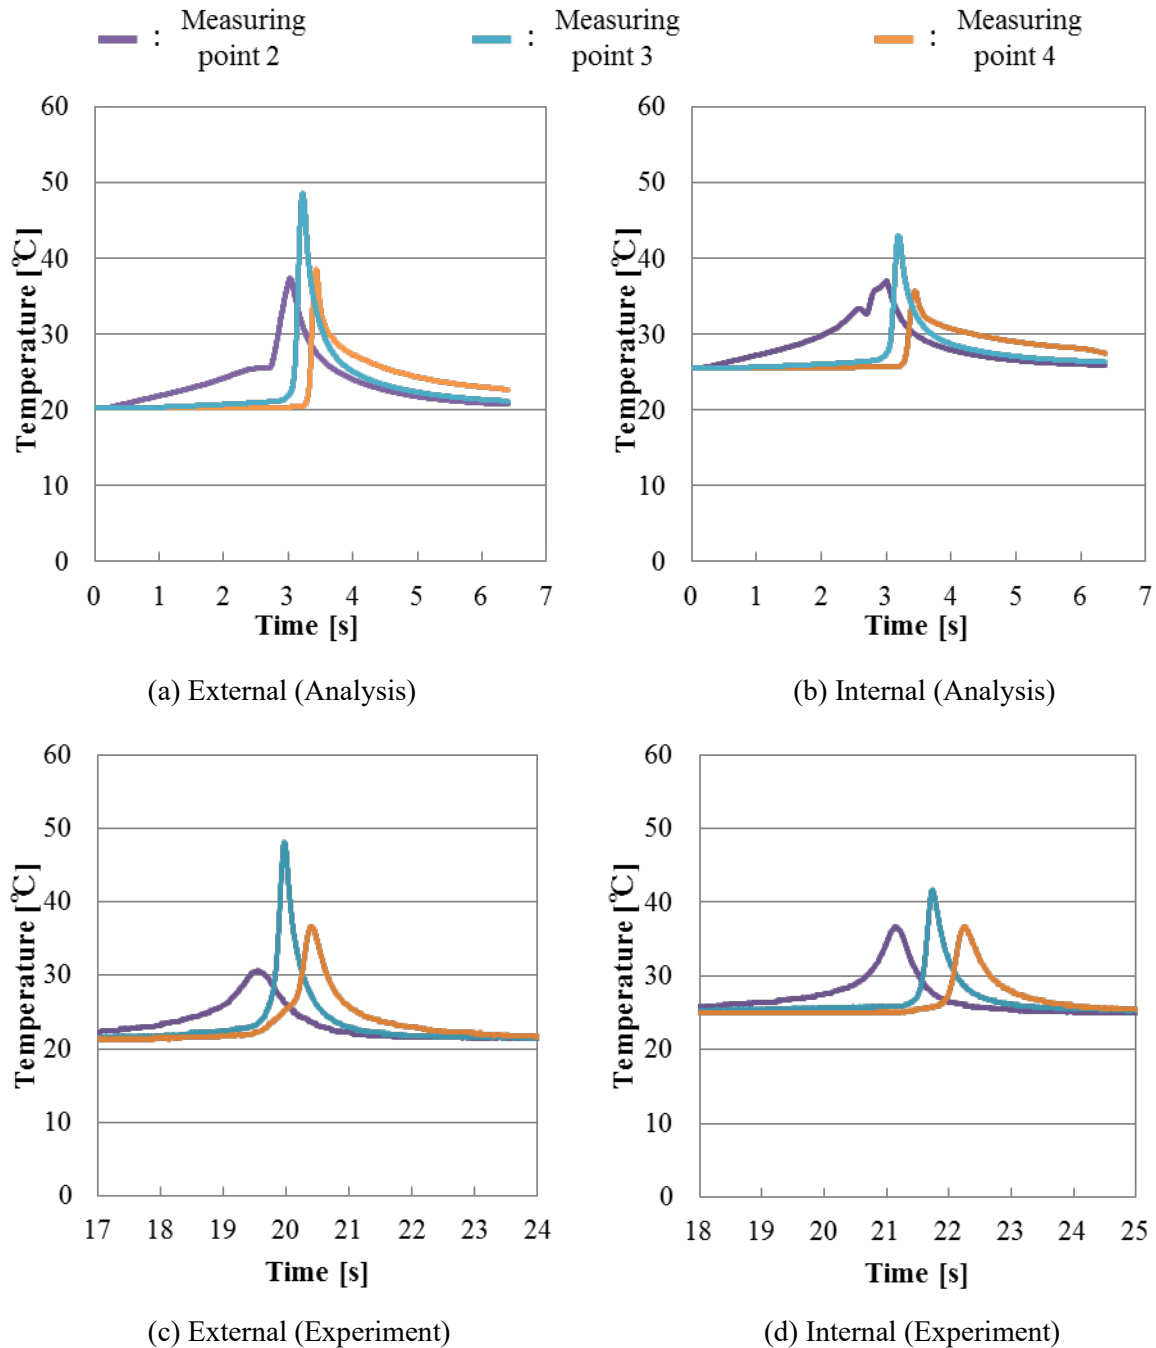 : Measuring point 2
: Measuring point 3
: Measuring point 4
60
50
40
30
20
10
0
Temperature [℃]
0 1 2 3 4 5 6 7
Time [s]
(a) External (Analysis)
60
50
40
30
20
10
0
Temperature [℃]
0 1 2 3 4 5 6 7
Time [s]
(b) Internal (Analysis)
60
50
40
30
20
10
0
Temperature [℃]
17 18 19 20 21 22 23 24
Time [s]
(c) External (Experiment)
60
50
40
30
20
10
0
Temperature [℃]
18 19 20 21 22 23 24 25
Time [s]
(d) Internal (Experiment)